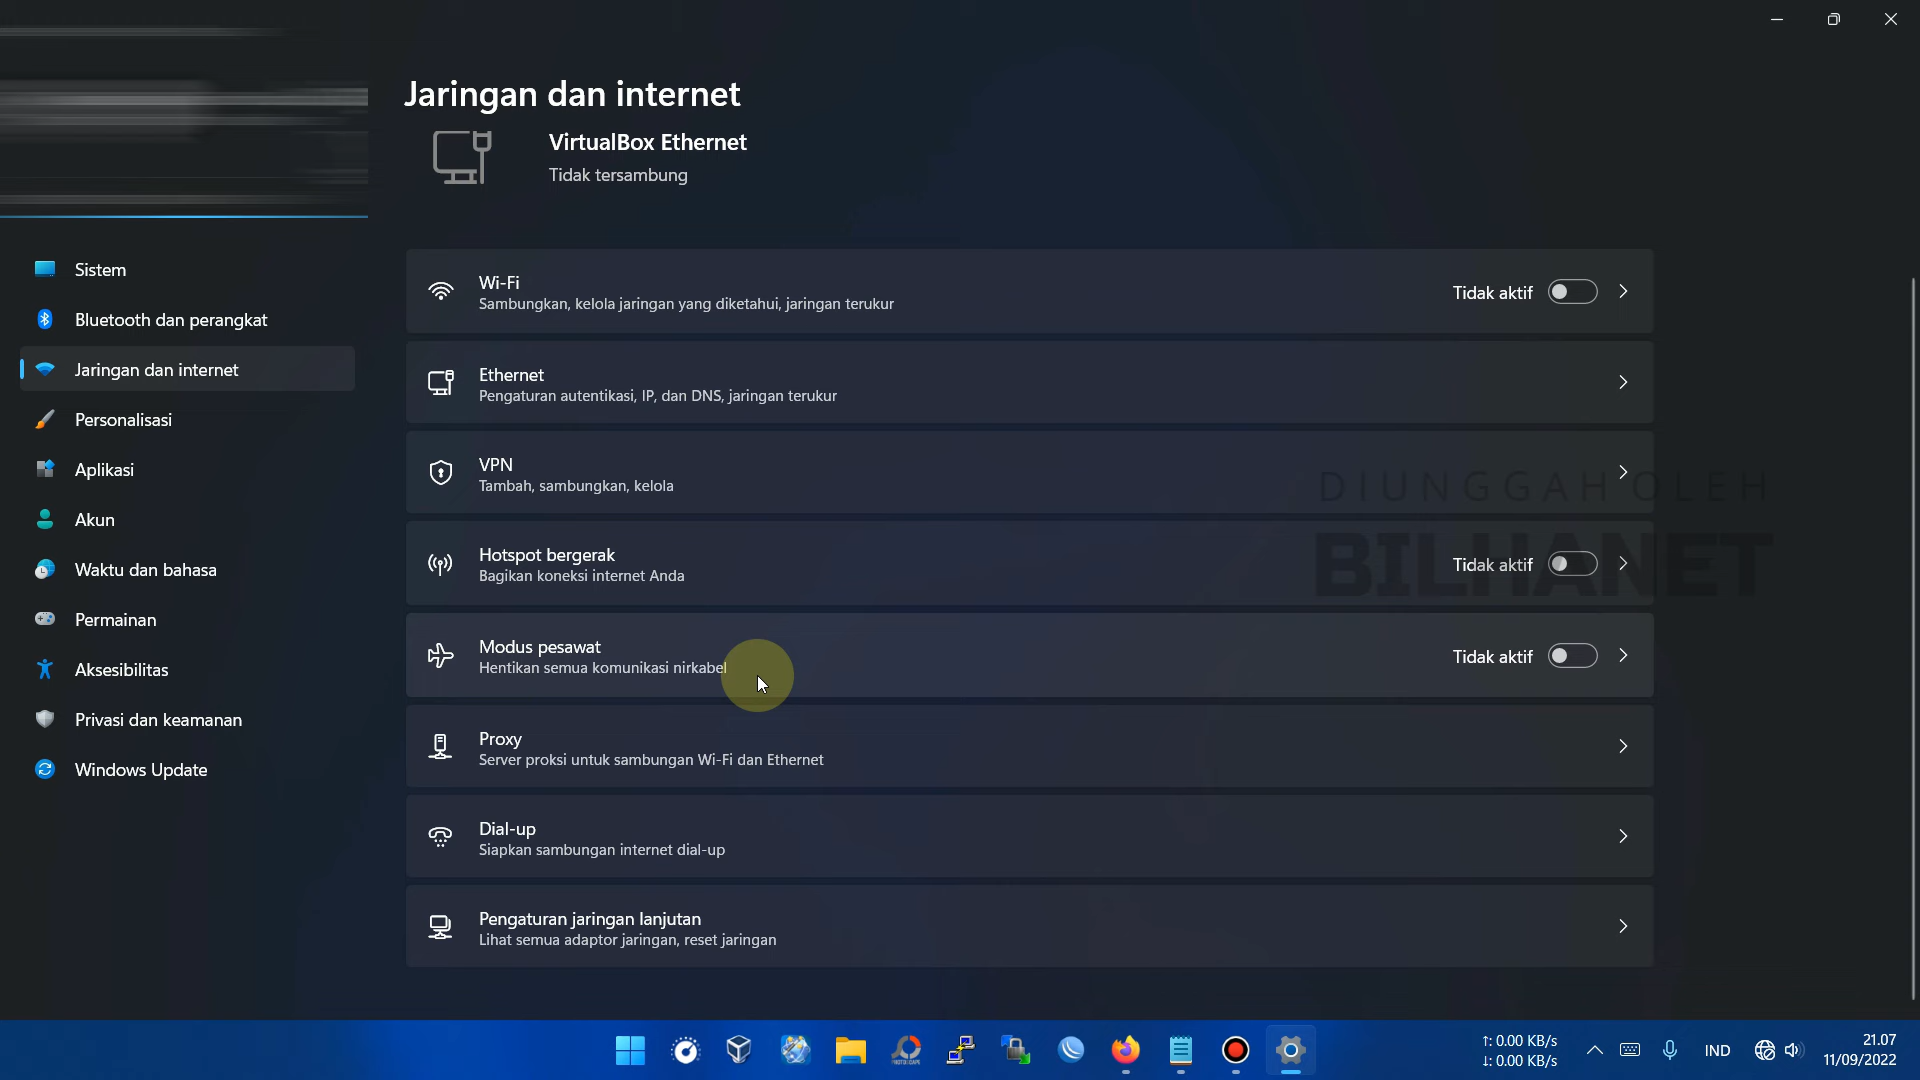 Jaringan dan internet
VirtualBox Ethernet
Tidak tersambung
Sistem
Bluetooth dan perangkat
Jaringan dan internet
Personalisasi
Aplikasi
Akun
Waktu dan bahasa
Permainan
Aksesibilitas
Privasi dan keamanan
Windows Update
Wi-Fi
Sambungkan, kelola jaringan yang diketahui, jaringan terukur
Tidak aktif
Ethernet
Pengaturan autentikasi, IP, dan DNS, jaringan terukur
VPN
Tambah, sambungkan, kelola
DIUNGGAH OLEH
BILHANET
Hotspot bergerak
Bagikan koneksi internet Anda
Tidak aktif
Modus pesawat
Hentikan semua komunikasi nirkabel
Tidak aktif
Proxy
Server proksi untuk sambungan Wi-Fi dan Ethernet
Dial-up
Siapkan sambungan internet dial-up
Pengaturan jaringan lanjutan
Lihat semua adaptor jaringan, reset jaringan
↑: 0.00 KB/s
↓: 0.00 KB/s
IND
21.07
11/09/2022